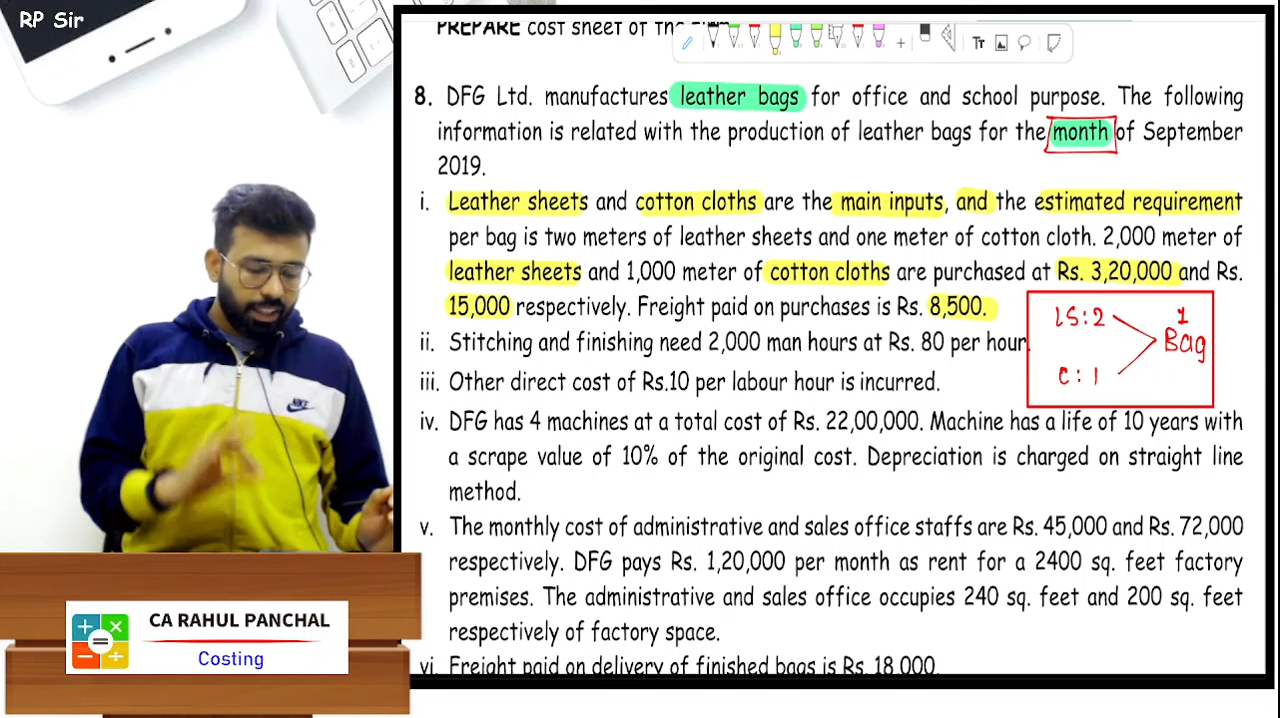 RP Sir
PREPARE cost sheet of the
8. DFG Ltd. manufactures leather bags for office and school purpose. The following
information is related with the production of leather bags for the month of September
2019.
i. Leather sheets and cotton cloths are the main inputs, and the estimated requirement
per bag is two meters of leather sheets and one meter of cotton cloth. 2,000 meter of
leather sheets and 1,000 meter of cotton cloths are purchased at Rs. 3,20,000 and Rs.
15,000 respectively. Freight paid on purchases is Rs. 8,500.
LS:2
1
Bag
C:1
ii. Stitching and finishing need 2,000 man hours at Rs. 80 per hour
iii. Other direct cost of Rs.10 per labour hour is incurred.
iv. DFG has 4 machines at a total cost of Rs. 22,00,000. Machine has a life of 10 years with
a scrape value of 10% of the original cost. Depreciation is charged on straight line
method.
v. The monthly cost of administrative and sales office staffs are Rs. 45,000 and Rs. 72,000
respectively. DFG pays Rs. 1,20,000 per month as rent for a 2400 sq. feet factory
premises. The administrative and sales office occupies 240 sq. feet and 200 sq. feet
respectively of factory space.
vi. Freight paid on delivery of finished bags is Rs. 18,000.
Tт
NIKE
CA RAHUL PANCHAL
Costing